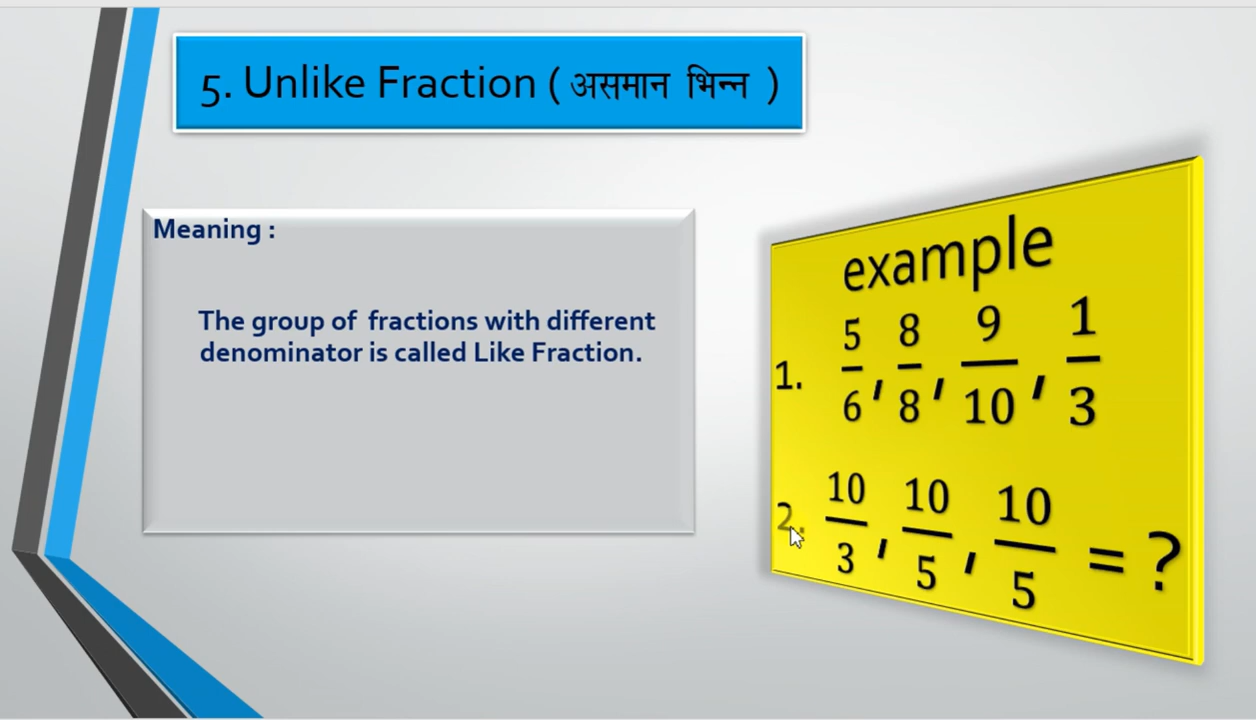 5. Unlike Fraction ( असमान भिन्न )
Meaning :
The group of fractions with different
denominator is called Like Fraction.
example
1. 5/6 , 8/8 , 9/10 , 1/3
2. 10/3 , 10/5 , 10/5 = ?